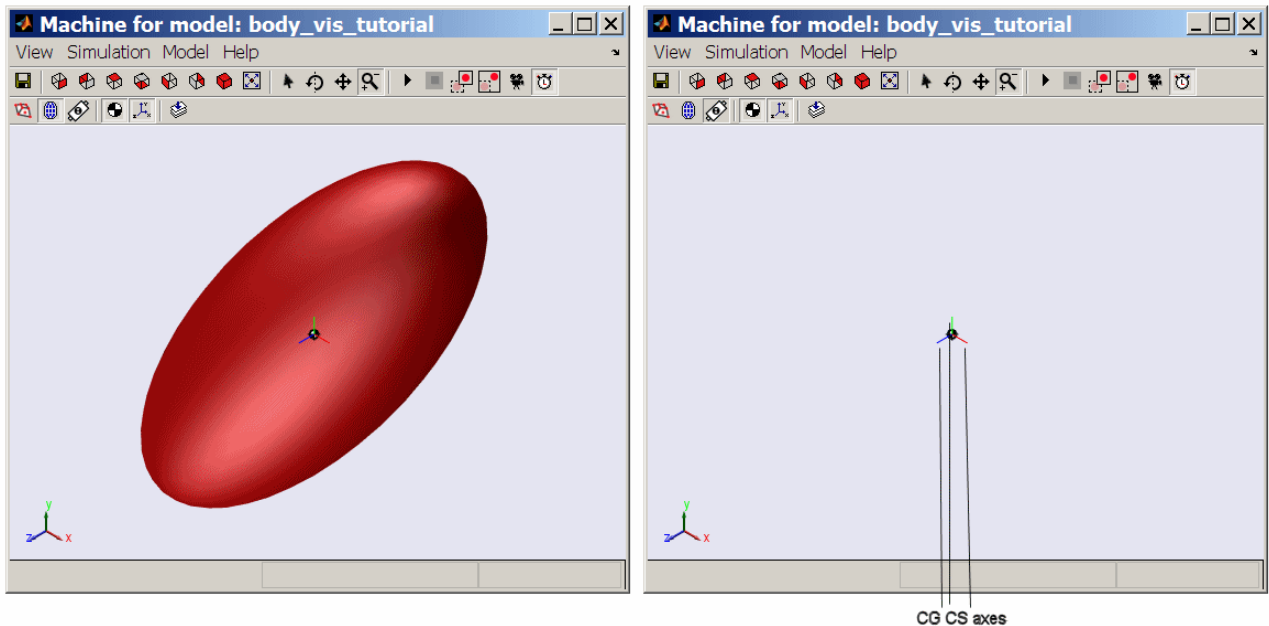 Machine for model: body_vis_tutorial
View Simulation Model Help
y
z x
Machine for model: body_vis_tutorial
View Simulation Model Help
y
z x
CG CS axes